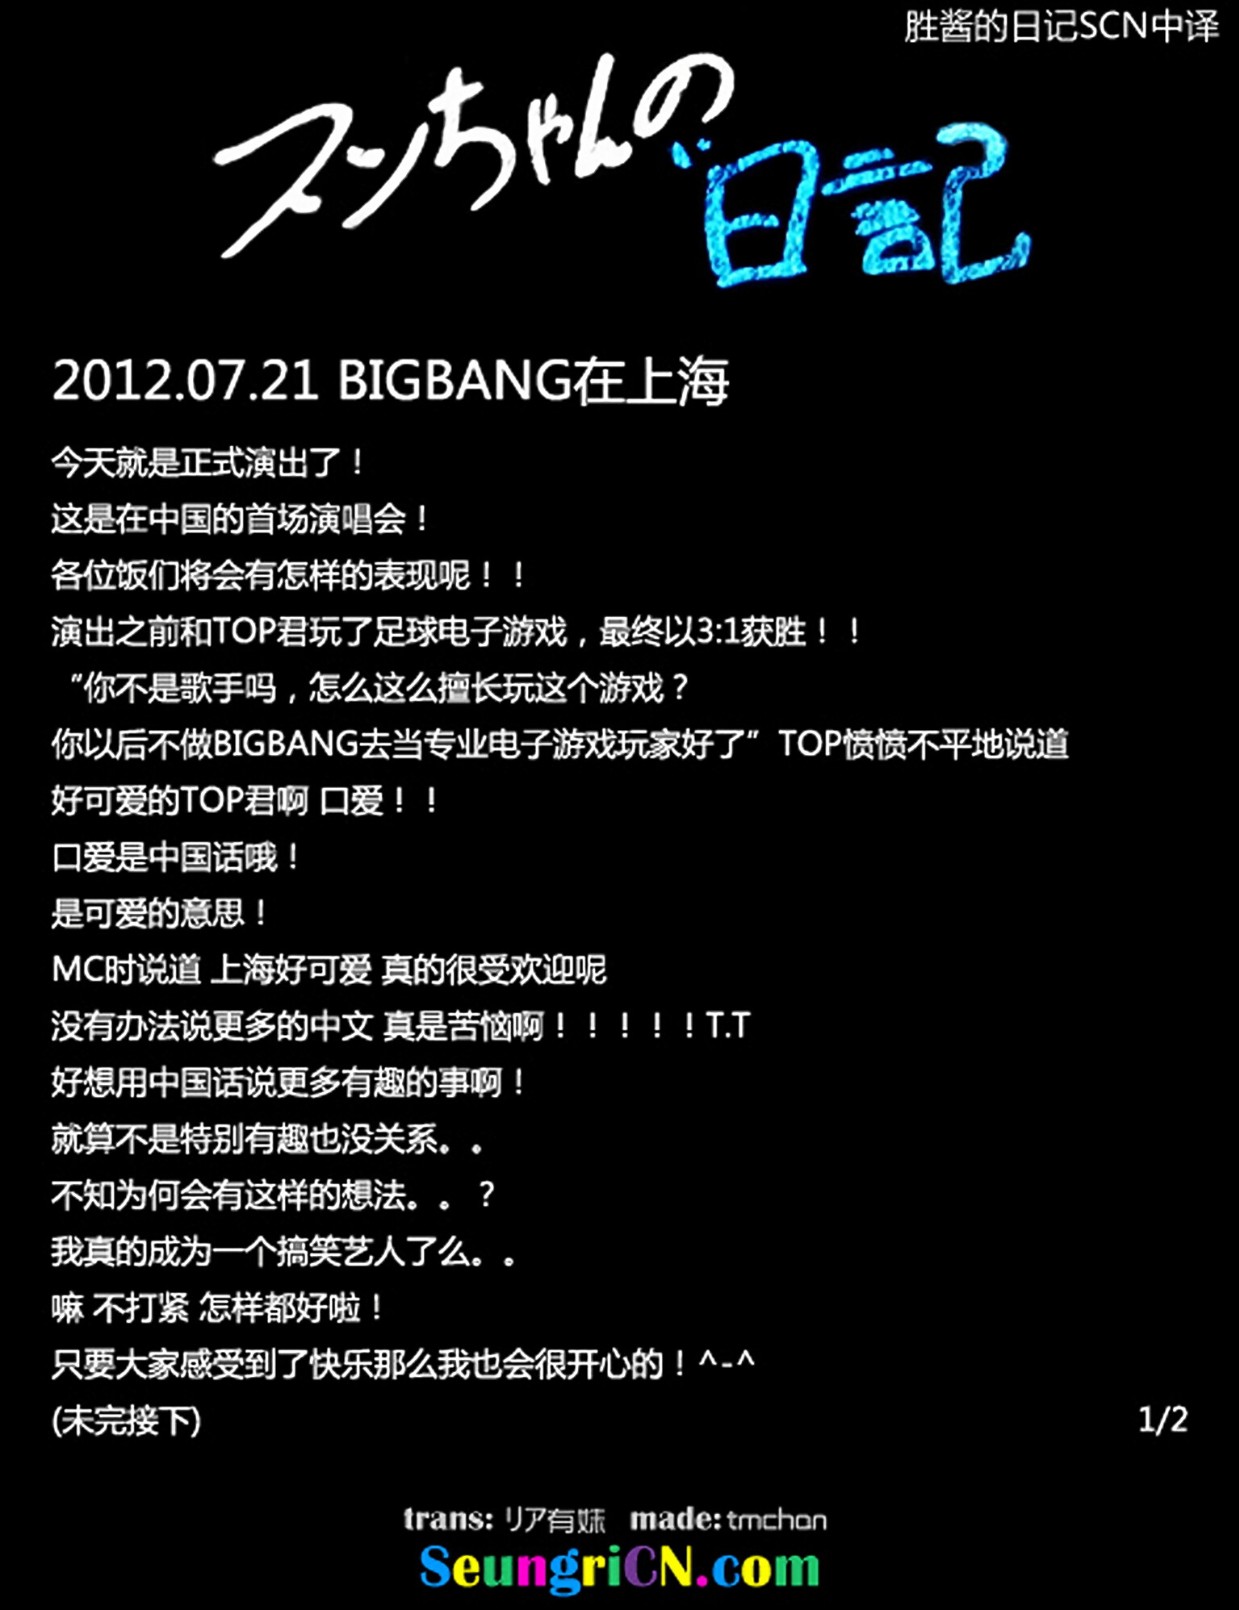 胜酱的日记SCN中译
スンちゃんの
日記
2012.07.21 BIGBANG在上海
今天就是正式演出了！
这是在中国的首场演唱会！
各位饭们将会有怎样的表现呢！！
演出之前和TOP君玩了足球电子游戏，最终以3:1获胜！！
“你不是歌手吗，怎么这么擅长玩这个游戏？
你以后不做BIGBANG去当专业电子游戏玩家好了”TOP愤愤不平地说道
好可爱的TOP君啊 口爱！！
口爱是中国话哦！
是可爱的意思！
MC时说道 上海好可爱 真的很受欢迎呢
没有办法说更多的中文 真是苦恼啊！！！！！T.T
好想用中国话说更多有趣的事啊！
就算不是特别有趣也没关系。。
不知为何会有这样的想法。。？
我真的成为一个搞笑艺人了么。。
嘛 不打紧 怎样都好啦！
只要大家感受到了快乐那么我也会很开心的！^-^
(未完接下) 1/2
trans: リア有妹 made: tmchan
SeungriCN.com